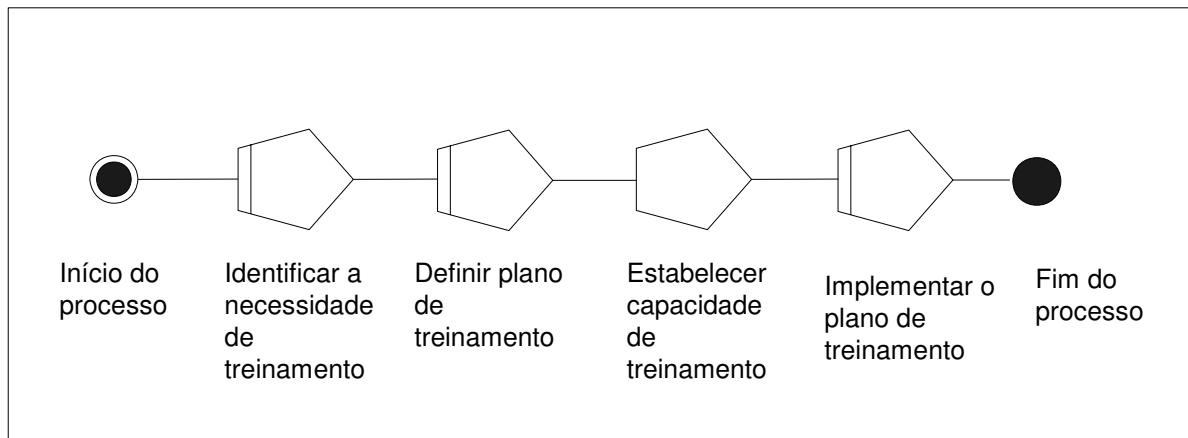 Início do
processo
Identificar a
necessidade
de
treinamento
Definir plano
de
treinamento
Estabelecer
capacidade
de
treinamento
Implementar o
plano de
treinamento
Fim do
processo